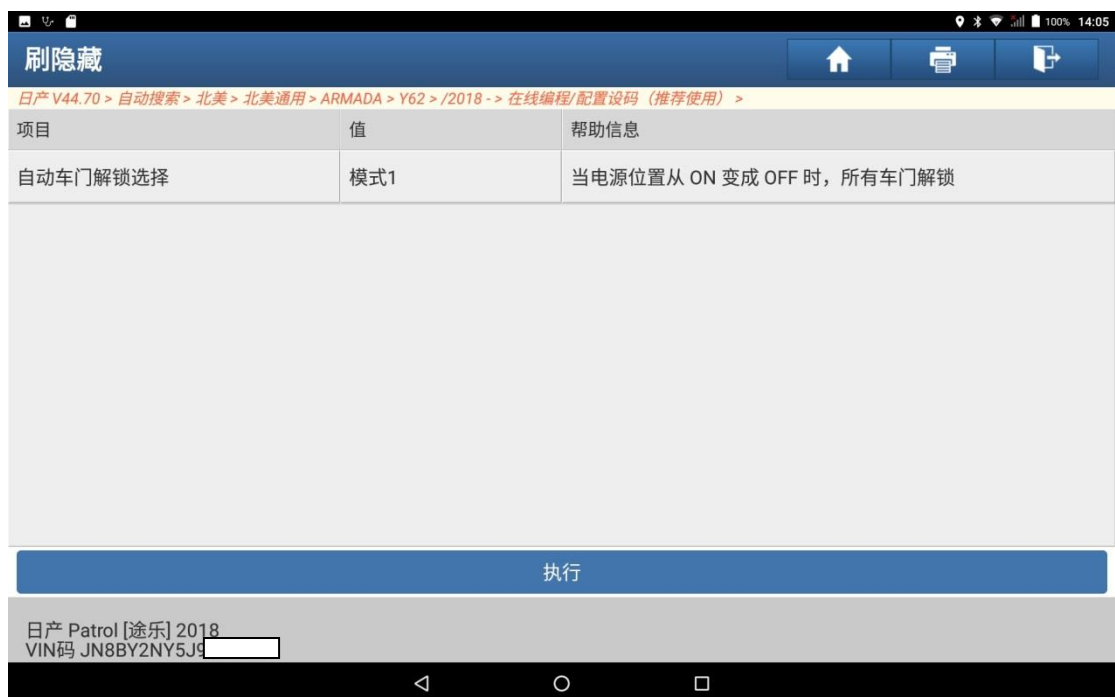 100% 14:05
刷隐藏
日产 V44.70 > 自动搜索 > 北美 > 北美通用 > ARMADA > Y62 > /2018 - > 在线编程/配置设码（推荐使用） >
项目 值 帮助信息
自动车门解锁选择 模式1 当电源位置从 ON 变成 OFF 时，所有车门解锁
执行
日产 Patrol [途乐] 2018
VIN码 JN8BY2NY5J9